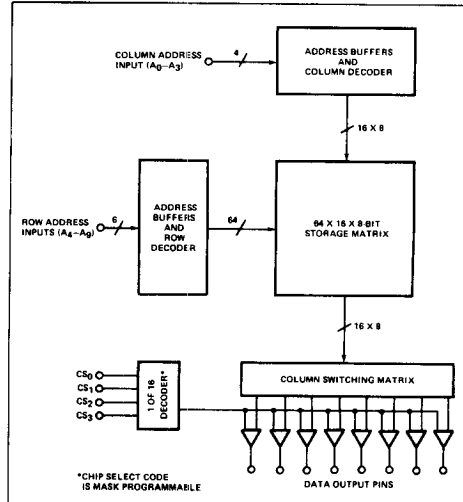 COLUMN ADDRESS
INPUT (A0–A3)
4
ADDRESS BUFFERS
AND
COLUMN DECODER
16 X 8
ROW ADDRESS
INPUTS (A4–A9)
6
ADDRESS
BUFFERS
AND
ROW
DECODER
64
64 X 16 X 8-BIT
STORAGE MATRIX
16 X 8
CS0
CS1
CS2
CS3
1 OF 16
DECODER*
COLUMN SWITCHING MATRIX
*CHIP SELECT CODE
IS MASK PROGRAMMABLE
DATA OUTPUT PINS